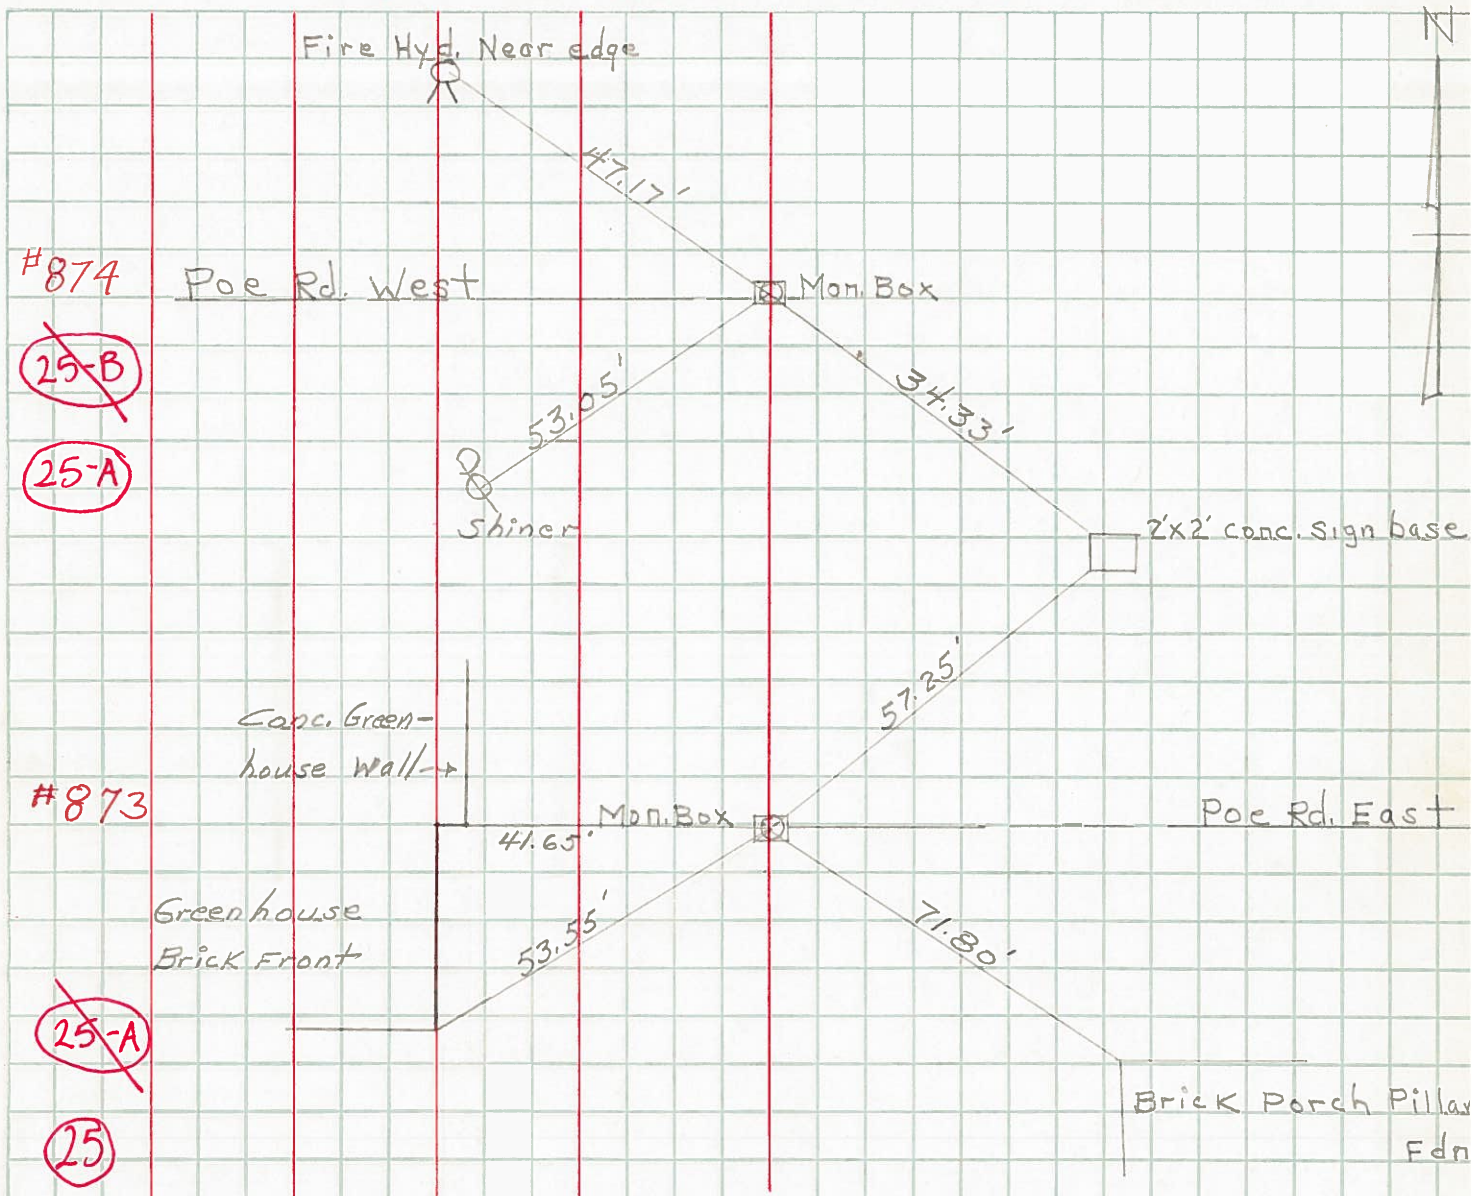 N
Fire Hyd. Near edge
47.17'
#874
Poe Rd. West
Mon. Box
25-B
53.05'
34.33'
25-A
Shiner
2'x2' conc. sign base
57.25'
Conc. Green-
house Wall
#873
Mon. Box
Poe Rd. East
41.65'
Greenhouse
Brick Front
53.55'
71.80'
25-A
Brick Porch Pillar
Fdn
25